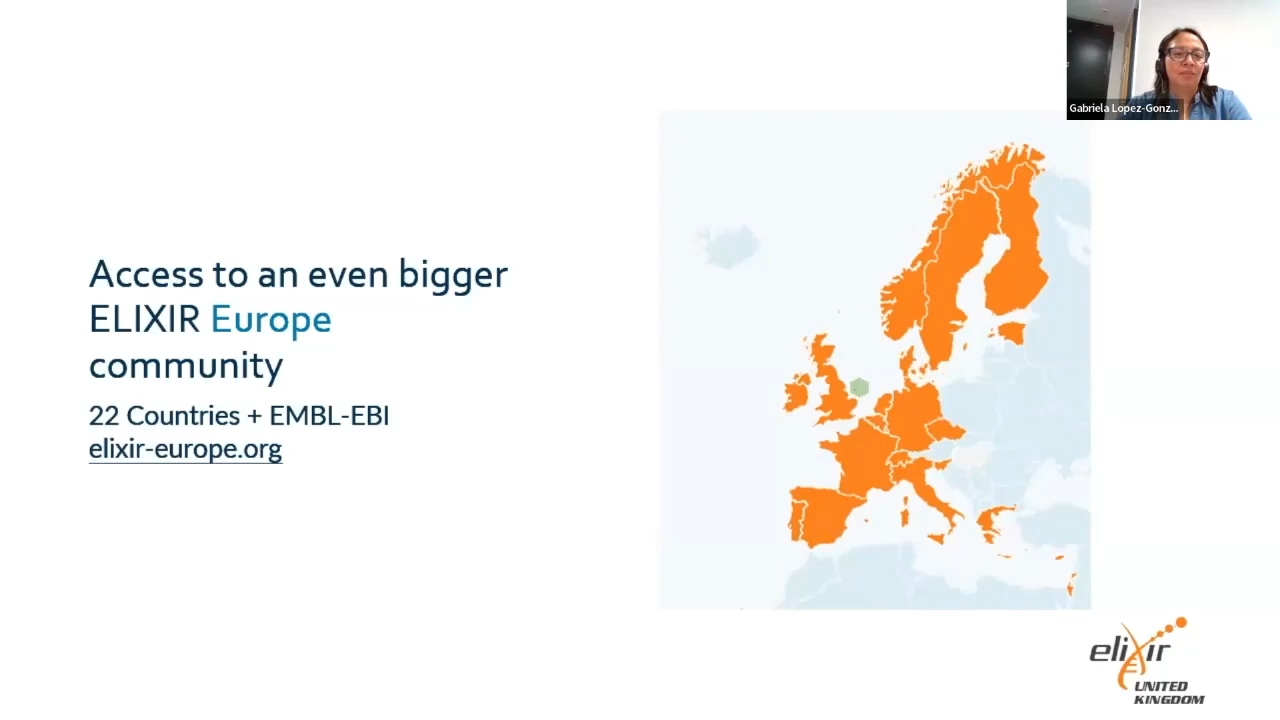 Gabriela Lopez-Gonz...
Access to an even bigger
ELIXIR Europe
community
22 Countries + EMBL-EBI
elixir-europe.org
elixir
UNITED
KINGDOM